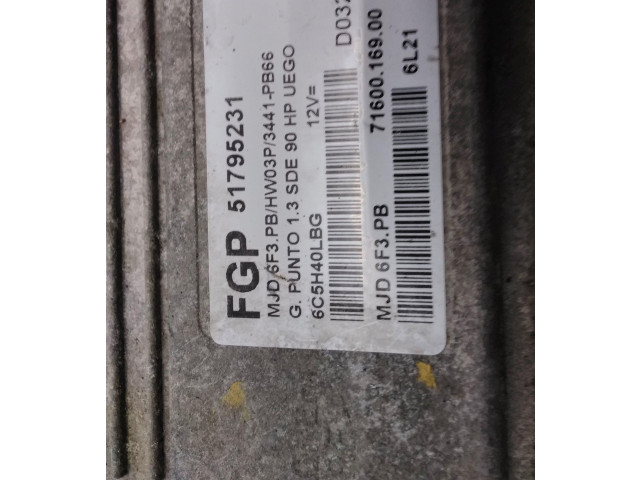 FGP 51795231
MJD 6F3.PB/HW03P/3441-PB66
G. PUNTO 1.3 SDE 90 HP UEGO
6C5H40LBG 12V= D032
MJD 6F3.PB 71600.169.00
6L21